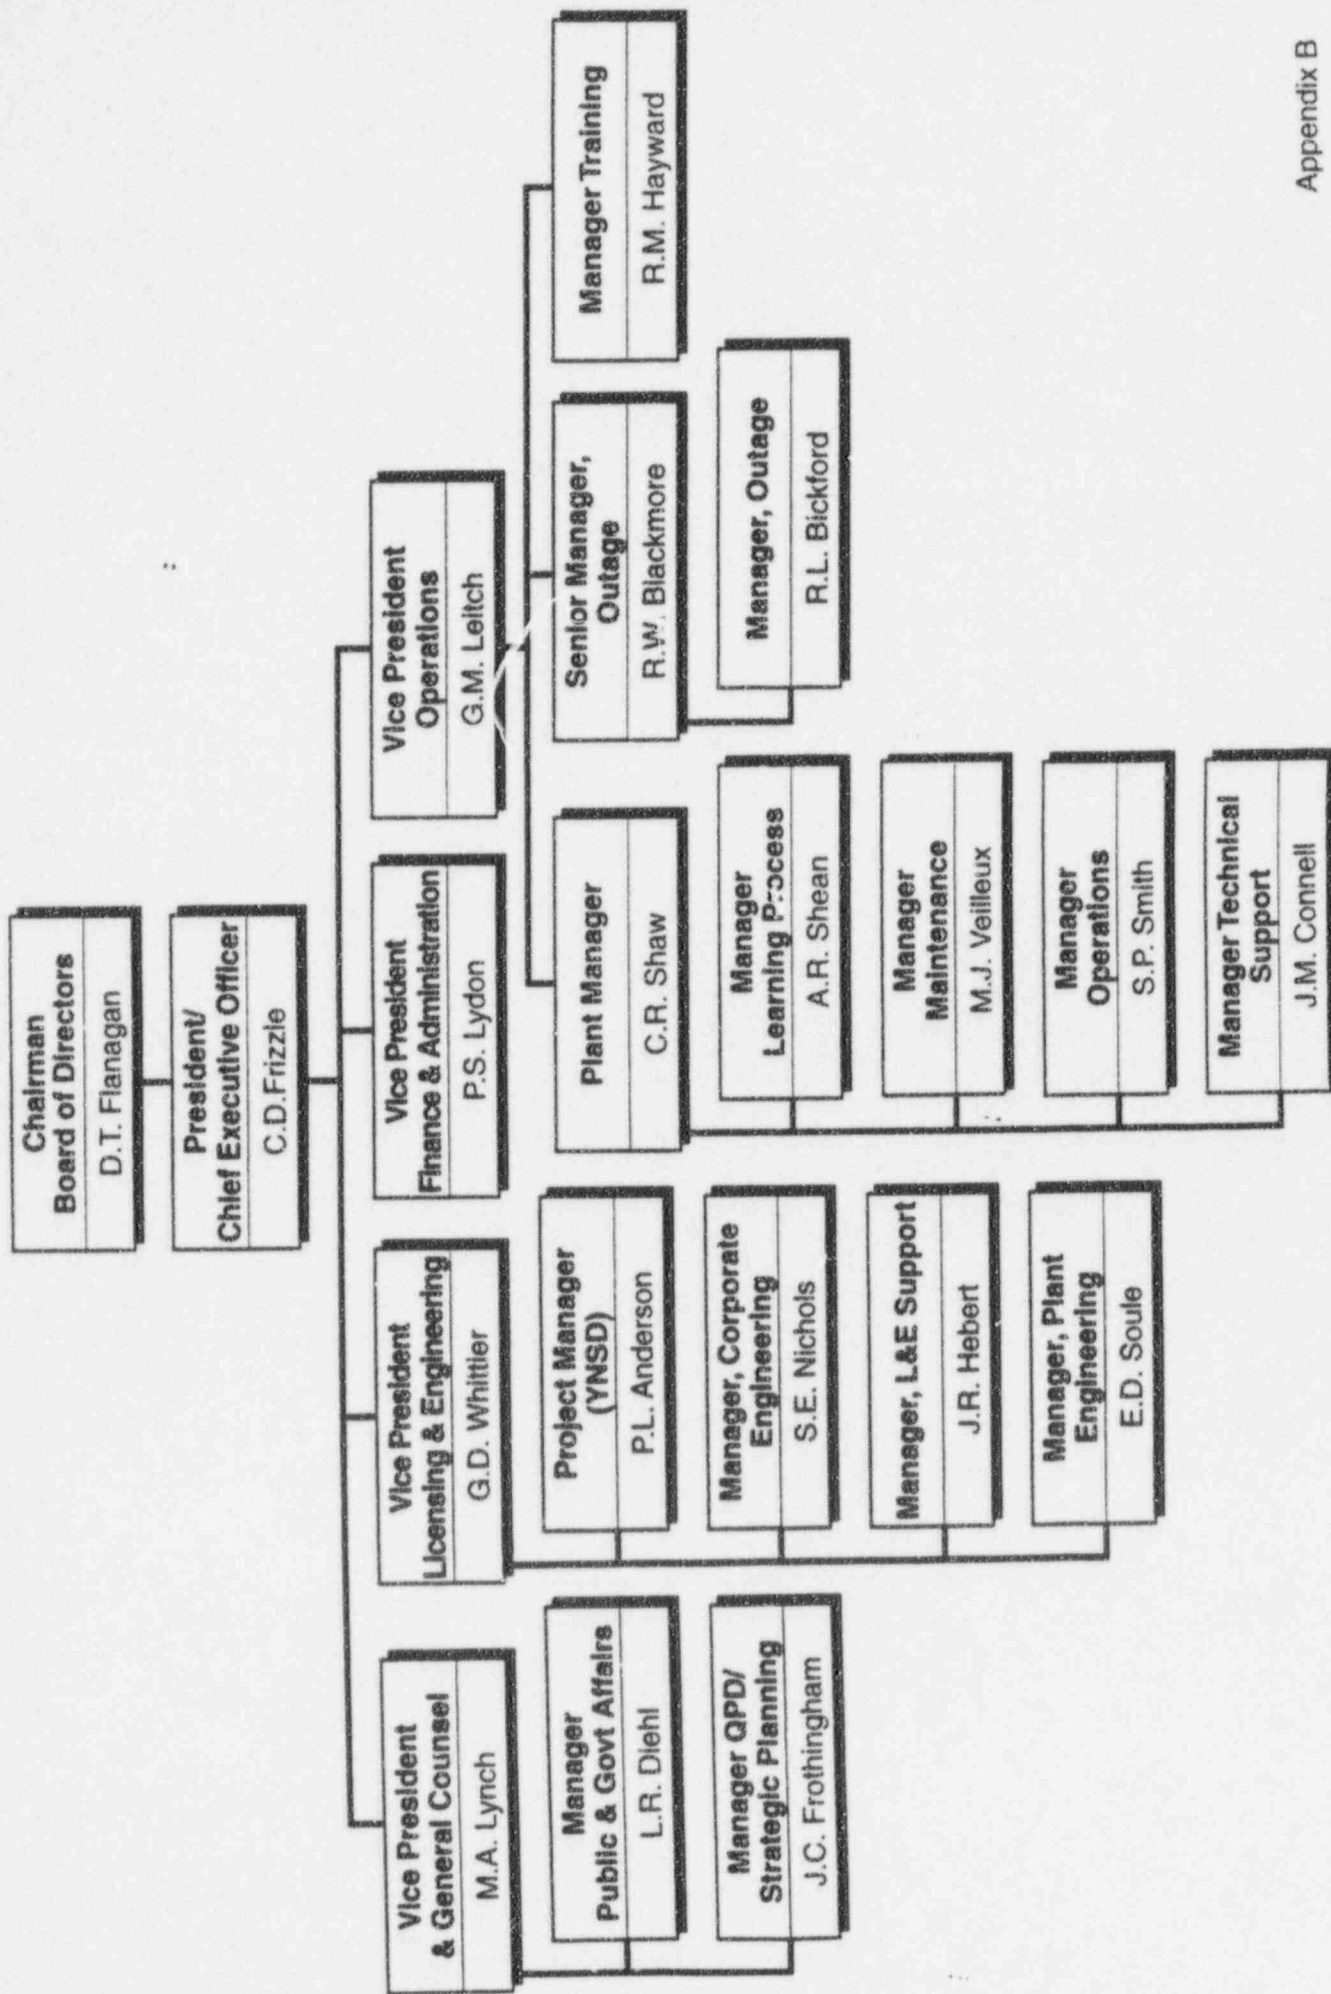 Chairman
Board of Directors
D.T. Flanagan
President/
Chief Executive Officer
C.D.Frizzle
Vice President
& General Counsel
M.A. Lynch
Vice President
Licensing & Engineering
G.D. Whittier
Vice President
Finance & Administration
P.S. Lydon
Vice President
Operations
G.M. Leitch
Manager
Public & Govt Affairs
L.R. Diehl
Manager QPD/
Strategic Planning
J.C. Frothingham
Project Manager
(YNSD)
P.L. Anderson
Manager, Corporate
Engineering
S.E. Nichols
Manager, L&E Support
J.R. Hebert
Manager, Plant
Engineering
E.D. Soule
Plant Manager
C.R. Shaw
Manager
Learning Process
A.R. Shean
Manager
Maintenance
M.J. Veilleux
Manager
Operations
S.P. Smith
Manager Technical
Support
J.M. Connell
Senior Manager,
Outage
R.W. Blackmore
Manager, Outage
R.L. Bickford
Manager Training
R.M. Hayward
Appendix B